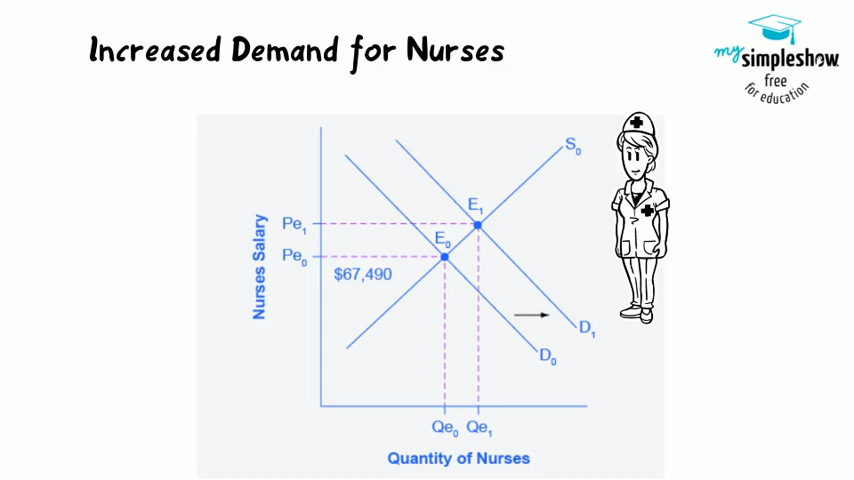 Increased Demand for Nurses
my
simpleshow
free
for education
S₀
E₁
Pe₁
E₀
Pe₀
$67,490
Nurses Salary
D₁
D₀
Qe₀ Qe₁
Quantity of Nurses